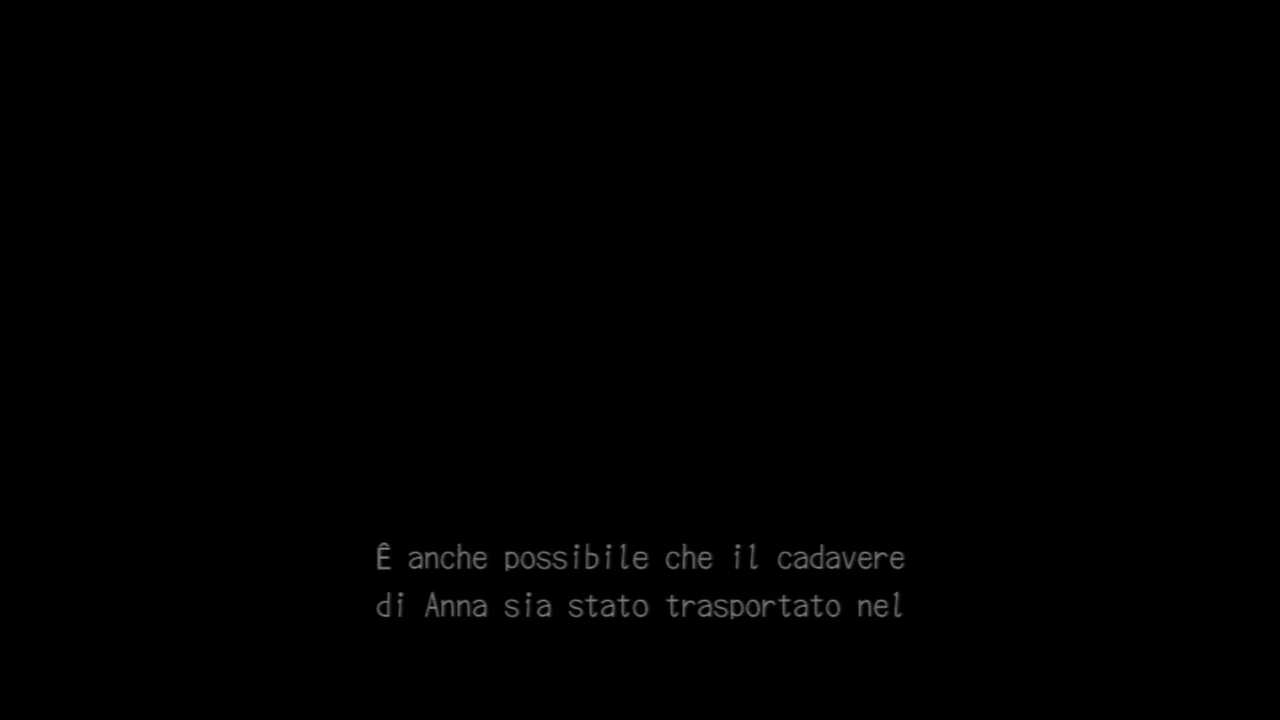 Ê anche possibile che il cadavere
di Anna sia stato trasportato nel